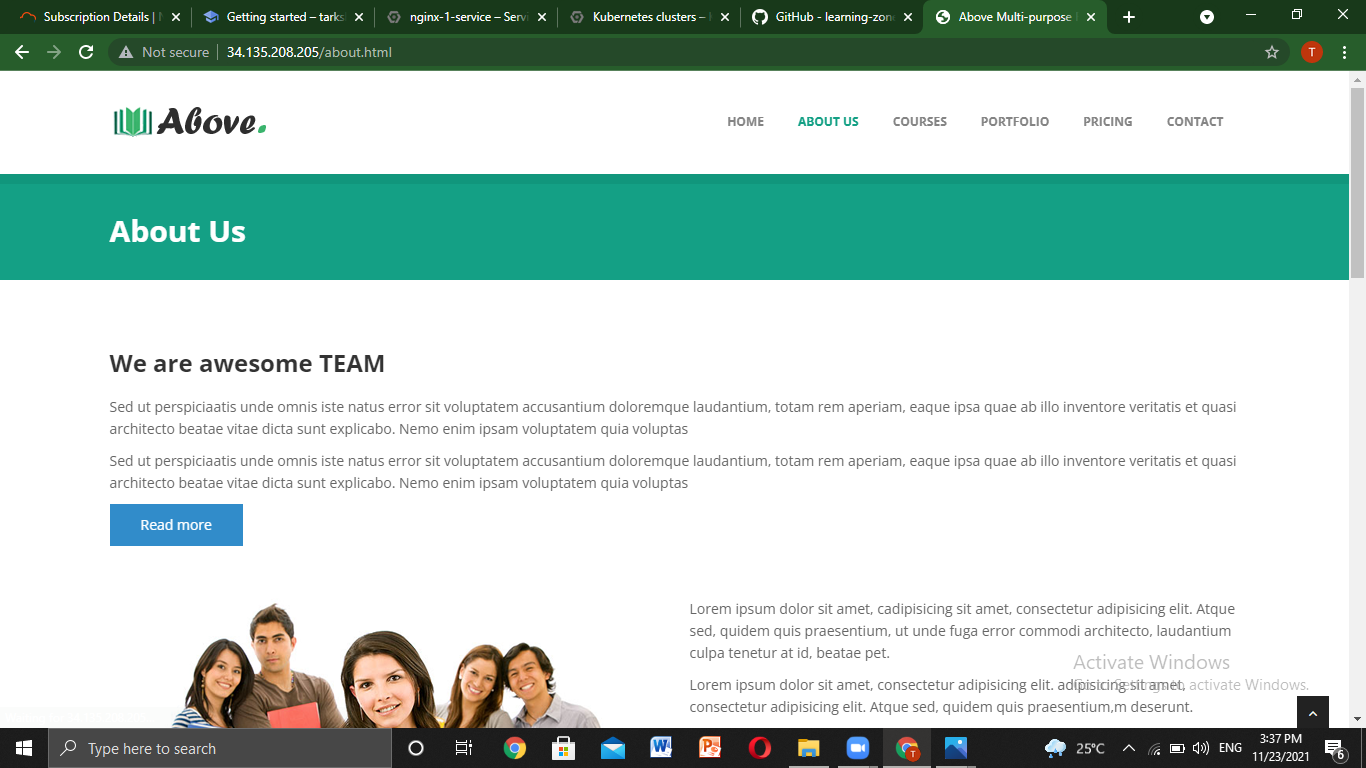 Subscription Details |
Getting started – tarks
nginx-1-service – Servi
Kubernetes clusters –
GitHub - learning-zon
Above Multi-purpose
Not secure
34.135.208.205/about.html
T
Above.
HOME ABOUT US COURSES PORTFOLIO PRICING CONTACT
About Us
We are awesome TEAM
Sed ut perspiciaatis unde omnis iste natus error sit voluptatem accusantium doloremque laudantium, totam rem aperiam, eaque ipsa quae ab illo inventore veritatis et quasi
architecto beatae vitae dicta sunt explicabo. Nemo enim ipsam voluptatem quia voluptas
Sed ut perspiciaatis unde omnis iste natus error sit voluptatem accusantium doloremque laudantium, totam rem aperiam, eaque ipsa quae ab illo inventore veritatis et quasi
architecto beatae vitae dicta sunt explicabo. Nemo enim ipsam voluptatem quia voluptas
Read more
Lorem ipsum dolor sit amet, cadipisicing sit amet, consectetur adipisicing elit. Atque
sed, quidem quis praesentium, ut unde fuga error commodi architecto, laudantium
culpa tenetur at id, beatae pet.
Lorem ipsum dolor sit amet, consectetur adipisicing elit. adipisicing sit amet,
consectetur adipisicing elit. Atque sed, quidem quis praesentium,m deserunt.
Activate Windows
Go to Settings to activate Windows.
Type here to search
25°C
ENG
3:37 PM
11/23/2021
6